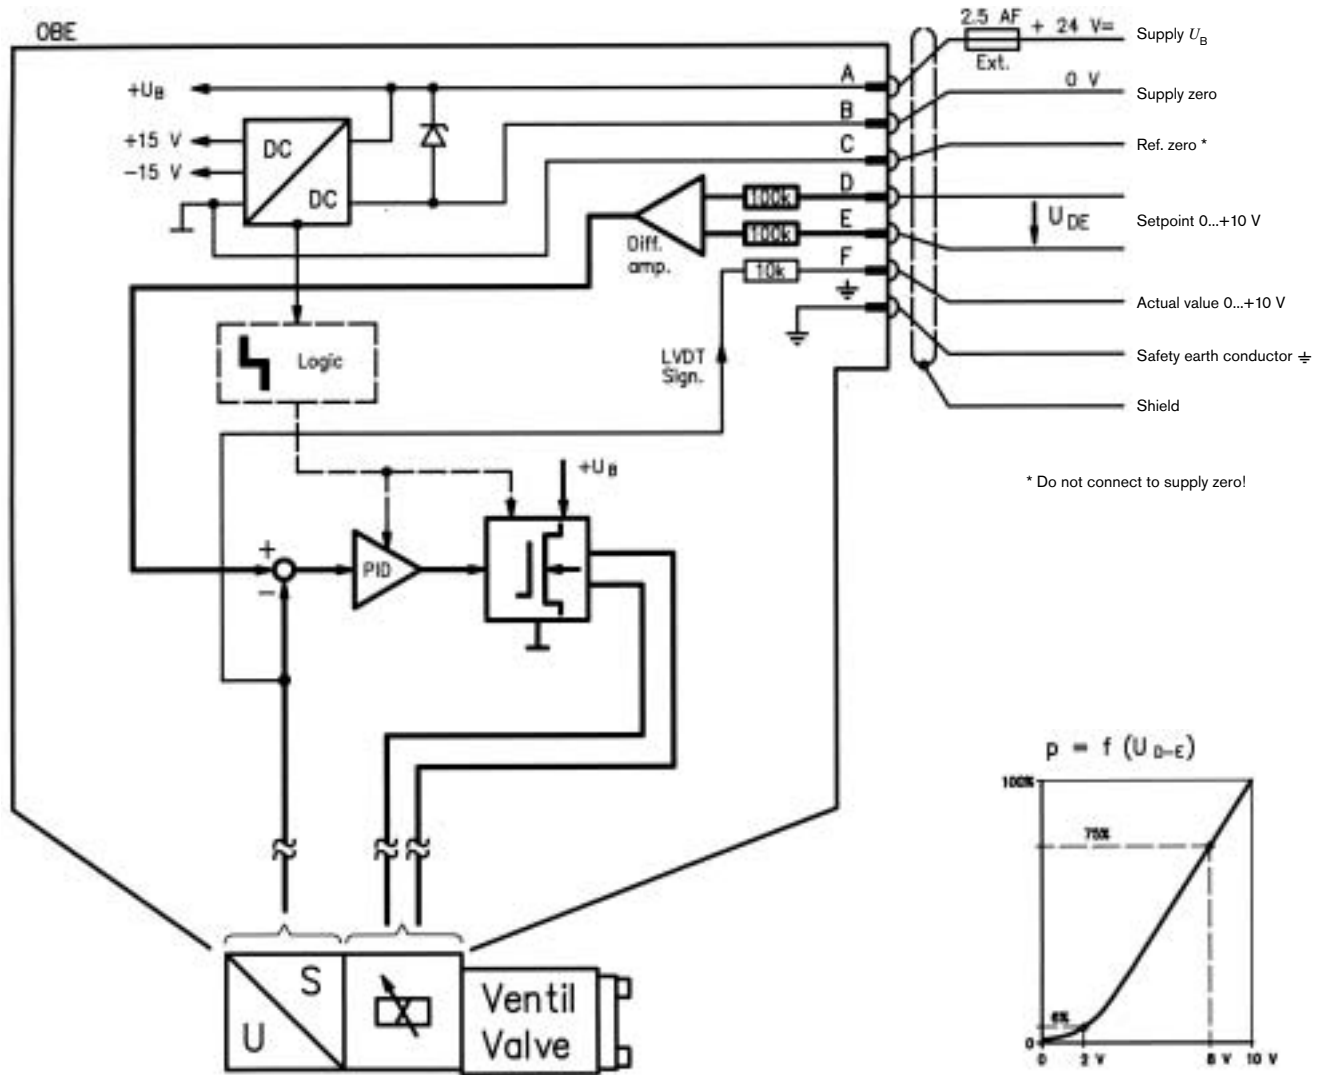 OBE
2.5 AF
+ 24 V=
Ext.
Supply U_B
A
+U_B
0 V
Supply zero
B
+15 V
DC
C
Ref. zero *
-15 V
DC
D
100k
U_DE
Setpoint 0...+10 V
E
100k
Diff.
amp.
F
10k
Actual value 0...+10 V
LVDT
Sign.
Logic
Safety earth conductor ⏚
Shield
+U_B
* Do not connect to supply zero!
+
PID
−
p = f (U_D-E)
100%
75%
6%
0
0 2 V 8 V 10 V
S
U
Ventil
Valve